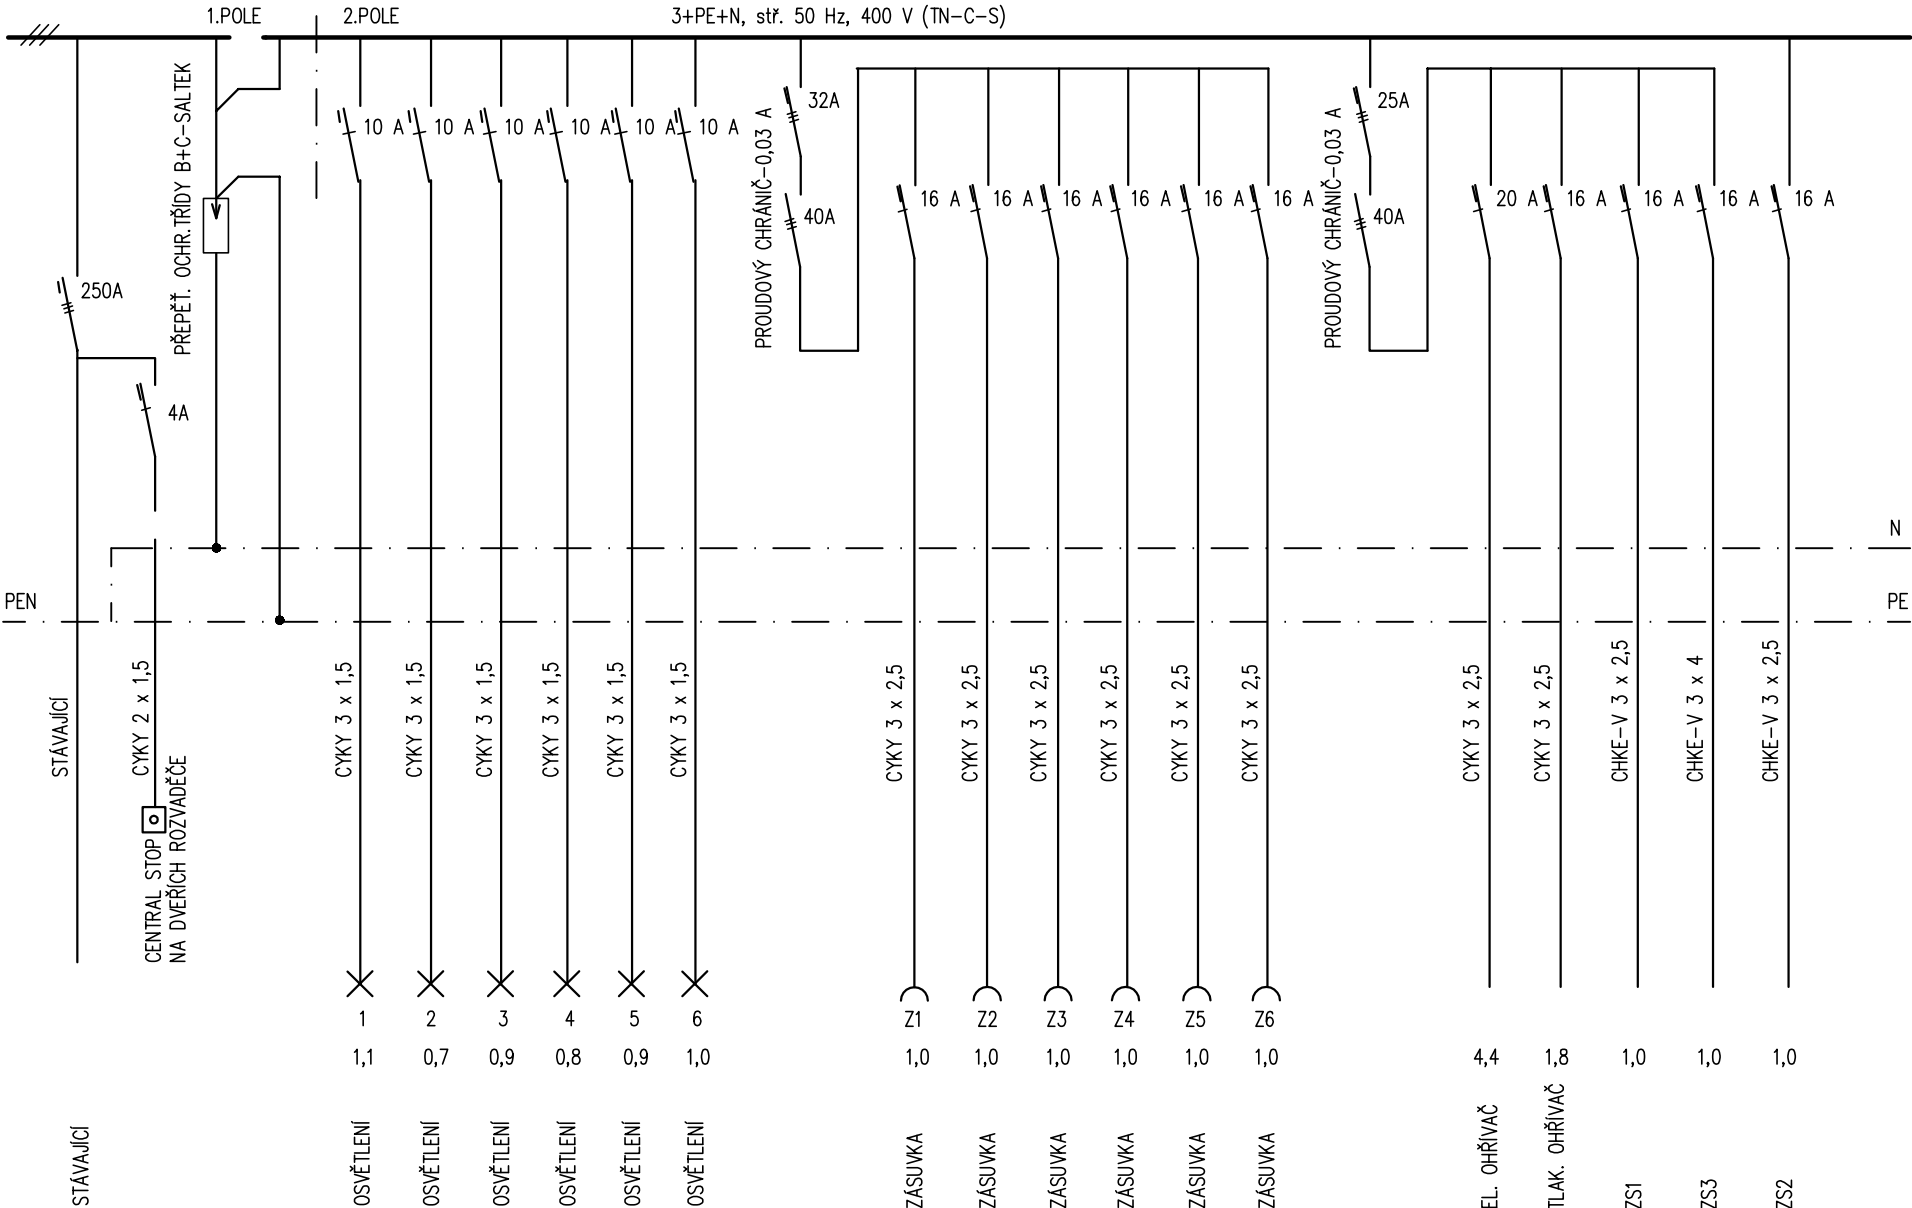 1.POLE
2.POLE
3+PE+N, stř. 50 Hz, 400 V (TN-C-S)
PŘEPĚŤ. OCHR.TŘÍDY B+C-SALTEK
10 A
10 A
10 A
10 A
10 A
10 A
PROUDOVÝ CHRÁNIČ-0,03 A
32A
40A
16 A
16 A
16 A
16 A
16 A
16 A
PROUDOVÝ CHRÁNIČ-0,03 A
25A
40A
20 A
16 A
16 A
16 A
16 A
250A
4A
N
PEN
PE
STÁVAJÍCÍ
CYKY 2 x 1,5
CENTRAL STOP
NA DVEŘÍCH ROZVADĚČE
CYKY 3 x 1,5
CYKY 3 x 1,5
CYKY 3 x 1,5
CYKY 3 x 1,5
CYKY 3 x 1,5
CYKY 3 x 1,5
CYKY 3 x 2,5
CYKY 3 x 2,5
CYKY 3 x 2,5
CYKY 3 x 2,5
CYKY 3 x 2,5
CYKY 3 x 2,5
CYKY 3 x 2,5
CYKY 3 x 2,5
CHKE-V 3 x 2,5
CHKE-V 3 x 4
CHKE-V 3 x 2,5
1
2
3
4
5
6
Z1
Z2
Z3
Z4
Z5
Z6
1,1
0,7
0,9
0,8
0,9
1,0
1,0
1,0
1,0
1,0
1,0
1,0
4,4
1,8
1,0
1,0
1,0
STÁVAJÍCÍ
OSVĚTLENÍ
OSVĚTLENÍ
OSVĚTLENÍ
OSVĚTLENÍ
OSVĚTLENÍ
OSVĚTLENÍ
ZÁSUVKA
ZÁSUVKA
ZÁSUVKA
ZÁSUVKA
ZÁSUVKA
ZÁSUVKA
EL. OHŘÍVAČ
TLAK. OHŘÍVAČ
ZS1
ZS3
ZS2